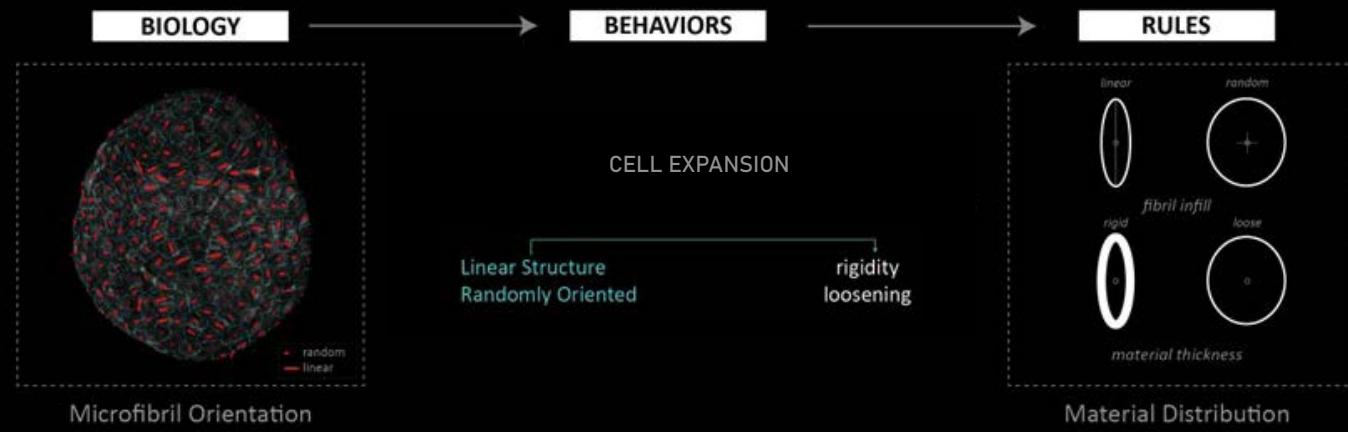 BIOLOGY
BEHAVIORS
RULES
random
linear
Microfibril Orientation
CELL EXPANSION
Linear Structure
Randomly Oriented
rigidity
loosening
linear
random
fibril infill
rigid
loose
material thickness
Material Distribution